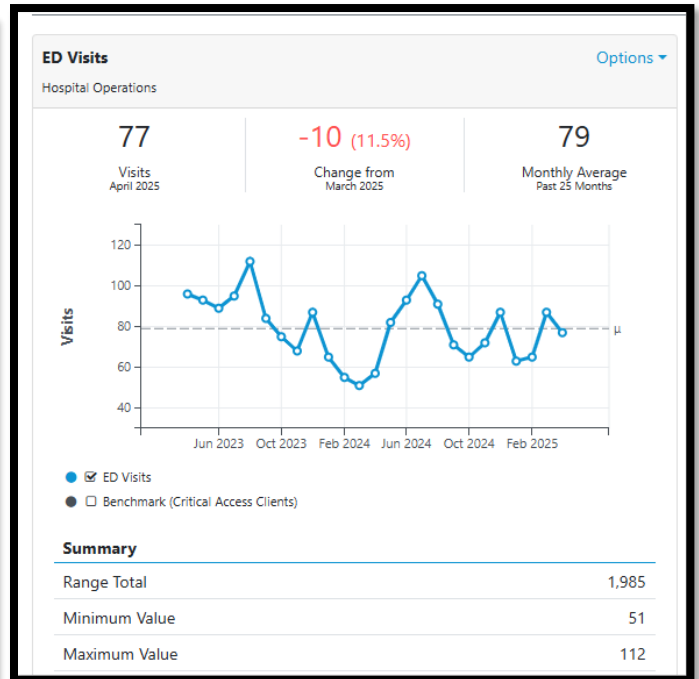 ED Visits
Options
Hospital Operations
77
Visits
April 2025
-10 (11.5%)
Change from
March 2025
79
Monthly Average
Past 25 Months
120
100
80
60
40
Visits
μ
Jun 2023 Oct 2023 Feb 2024 Jun 2024 Oct 2024 Feb 2025
ED Visits
Benchmark (Critical Access Clients)
Summary
Range Total 1,985
Minimum Value 51
Maximum Value 112